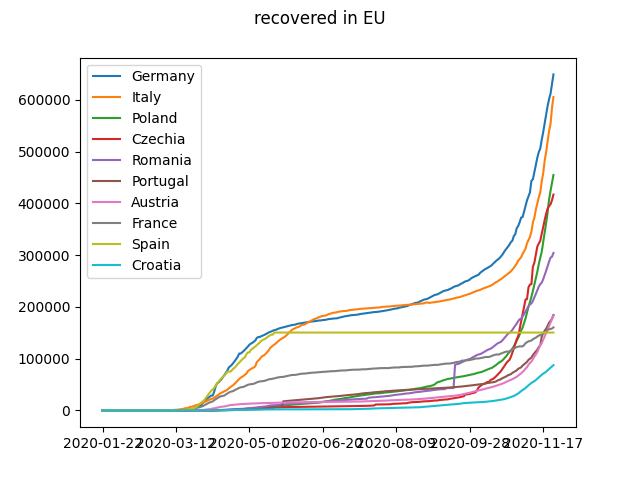 recovered in EU
Germany
Italy
Poland
Czechia
Romania
Portugal
Austria
France
Spain
Croatia
600000
500000
400000
300000
200000
100000
0
2020-01-22 2020-03-12 2020-05-01 2020-06-20 2020-08-09 2020-09-28 2020-11-17